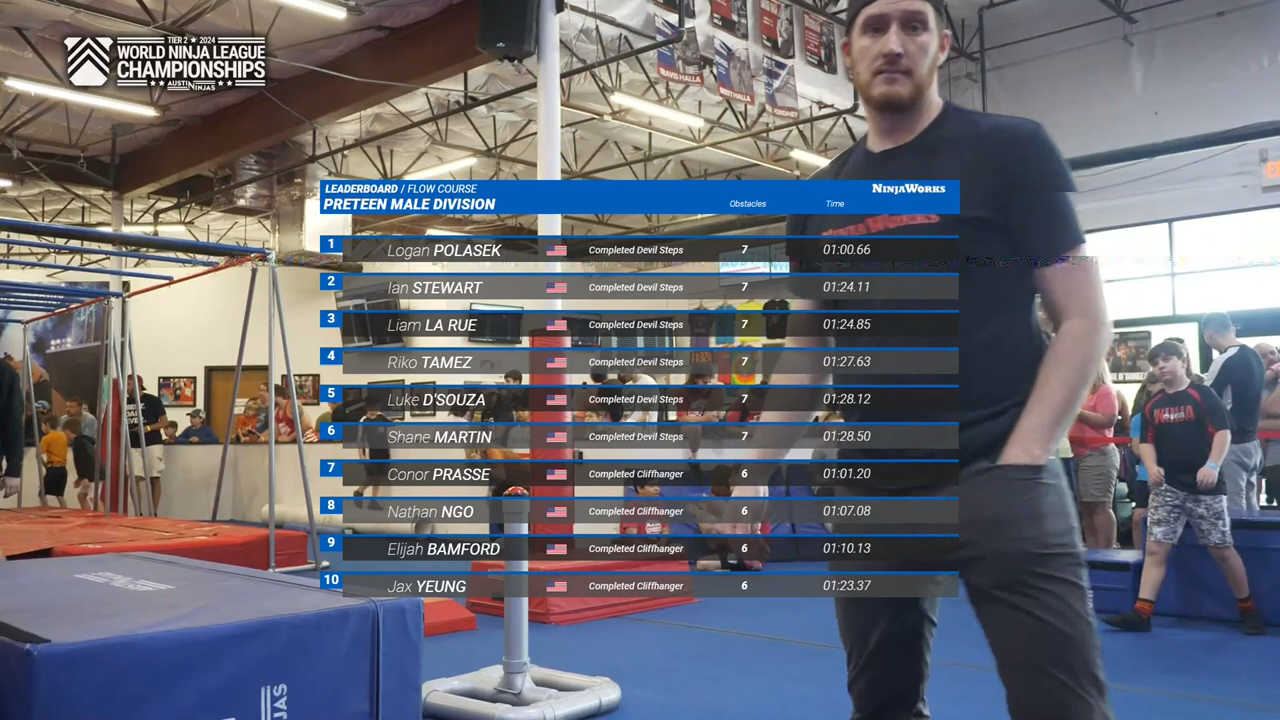 TIER 2 ★ 2024
WORLD NINJA LEAGUE
CHAMPIONSHIPS
★ ★ AUSTIN NINJAS ★ ★
TRAVIS HALLA
BRETT HALLA
LEADERBOARD / FLOW COURSE
NINJAWORKS
PRETEEN MALE DIVISION
Obstacles Time
1 Logan POLASEK Completed Devil Steps 7 01:00.66
2 Ian STEWART Completed Devil Steps 7 01:24.11
3 Liam LA RUE Completed Devil Steps 7 01:24.85
4 Riko TAMEZ Completed Devil Steps 7 01:27.63
5 Luke D'SOUZA Completed Devil Steps 7 01:28.12
6 Shane MARTIN Completed Devil Steps 7 01:28.50
7 Conor PRASSE Completed Cliffhanger 6 01:01.20
8 Nathan NGO Completed Cliffhanger 6 01:07.08
9 Elijah BAMFORD Completed Cliffhanger 6 01:10.13
10 Jax YEUNG Completed Cliffhanger 6 01:23.37
NINJA